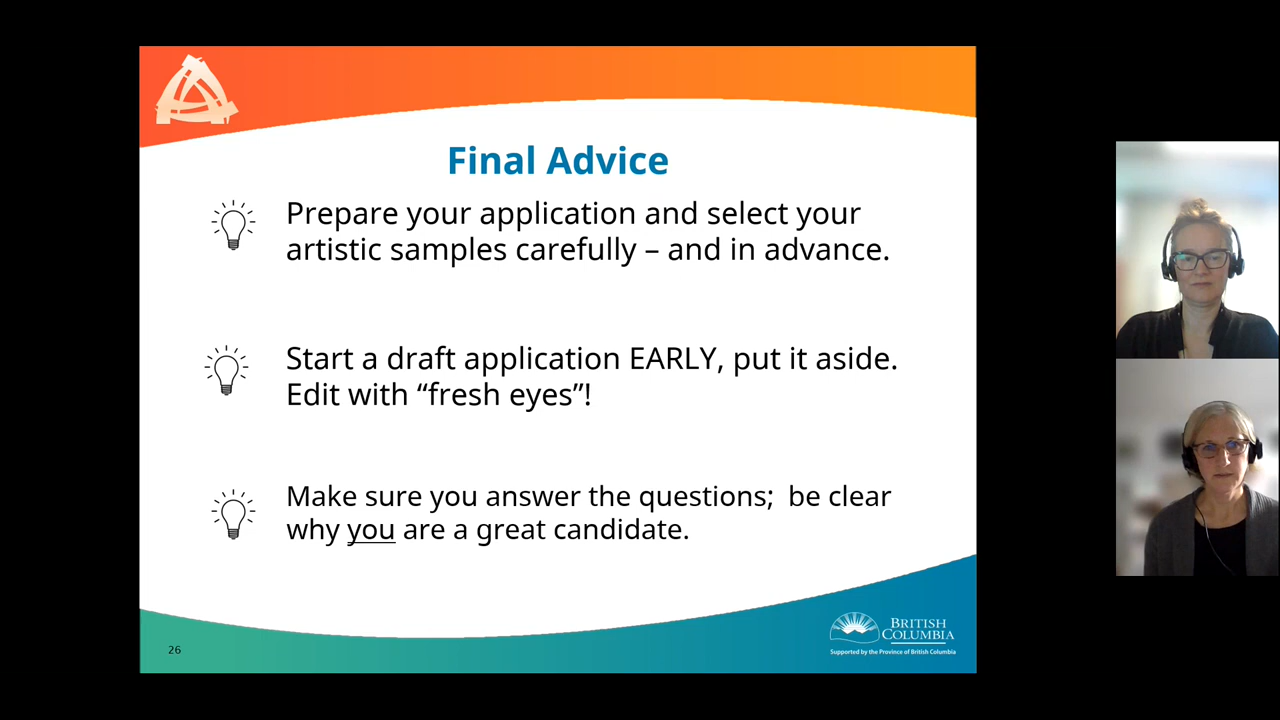 Final Advice
Prepare your application and select your
artistic samples carefully – and in advance.
Start a draft application EARLY, put it aside.
Edit with “fresh eyes”!
Make sure you answer the questions;  be clear
why you are a great candidate.
26
BRITISH
COLUMBIA
Supported by the Province of British Columbia